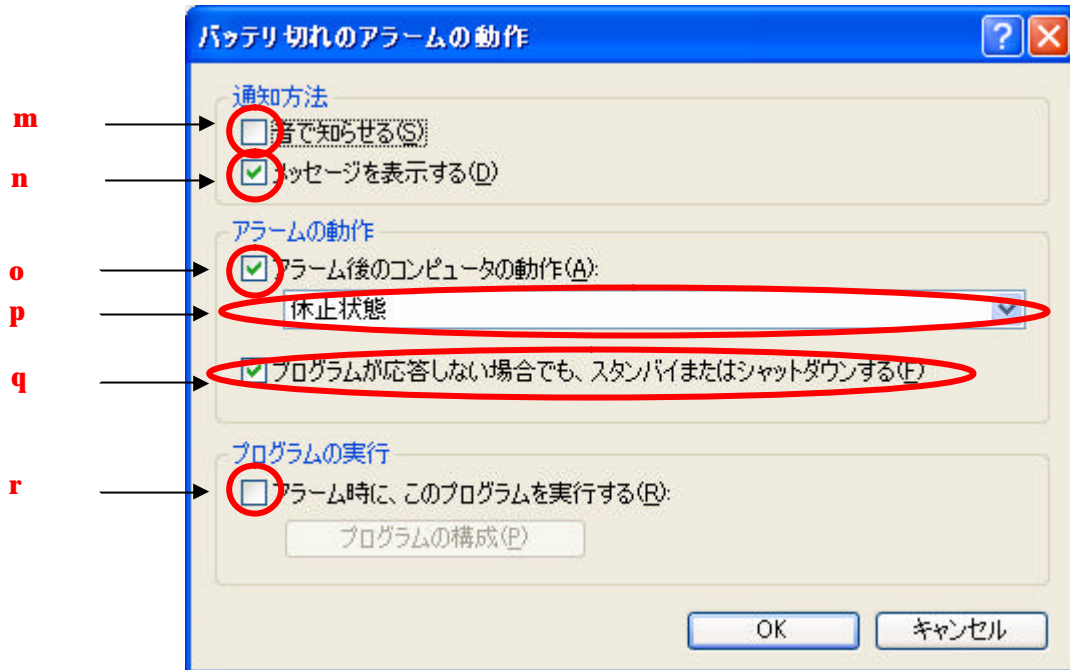 バッテリ切れのアラームの動作
通知方法
m
音で知らせる(S)
n
メッセージを表示する(D)
アラームの動作
o
アラーム後のコンピュータの動作(A):
p
休止状態
q
プログラムが応答しない場合でも、スタンバイまたはシャットダウンする(F)
プログラムの実行
r
アラーム時に、このプログラムを実行する(R):
プログラムの構成(P)
OK
キャンセル